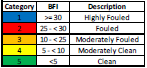 Category BFI Description
1 >= 30 Highly Fouled
2 25 - < 30 Fouled
3 10 - < 25 Moderately Fouled
4 5 - < 10 Moderately Clean
5 <5 Clean